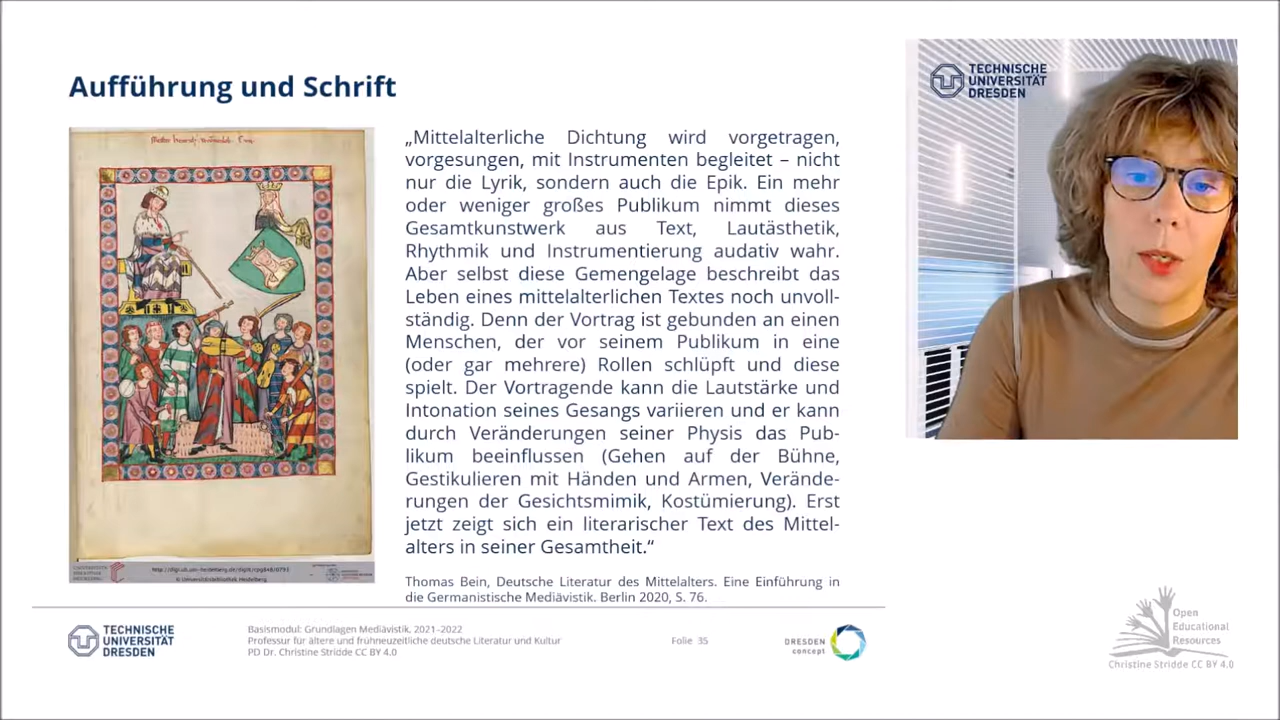 Aufführung und Schrift
„Mittelalterliche Dichtung wird vorgetragen,
vorgesungen, mit Instrumenten begleitet – nicht
nur die Lyrik, sondern auch die Epik. Ein mehr
oder weniger großes Publikum nimmt dieses
Gesamtkunstwerk aus Text, Lautästhetik,
Rhythmik und Instrumentierung audativ wahr.
Aber selbst diese Gemengelage beschreibt das
Leben eines mittelalterlichen Textes noch unvoll-
ständig. Denn der Vortrag ist gebunden an einen
Menschen, der vor seinem Publikum in eine
(oder gar mehrere) Rollen schlüpft und diese
spielt. Der Vortragende kann die Lautstärke und
Intonation seines Gesangs variieren und er kann
durch Veränderungen seiner Physis das Pub-
likum beeinflussen (Gehen auf der Bühne,
Gestikulieren mit Händen und Armen, Verände-
rungen der Gesichtsmimik, Kostümierung). Erst
jetzt zeigt sich ein literarischer Text des Mittel-
alters in seiner Gesamtheit.“
Thomas Bein, Deutsche Literatur des Mittelalters. Eine Einführung in
die Germanistische Mediävistik. Berlin 2020, S. 76.
© Universitätsbibliothek Heidelberg
TECHNISCHE
UNIVERSITÄT
DRESDEN
Basismodul: Grundlagen Mediävistik, 2021–2022
Professur für ältere und frühneuzeitliche deutsche Literatur und Kultur
PD Dr. Christine Stridde CC BY 4.0
Folie 35
DRESDEN
concept
TECHNISCHE
UNIVERSITÄT
DRESDEN
Open
Educational
Resources
Christine Stridde CC BY 4.0